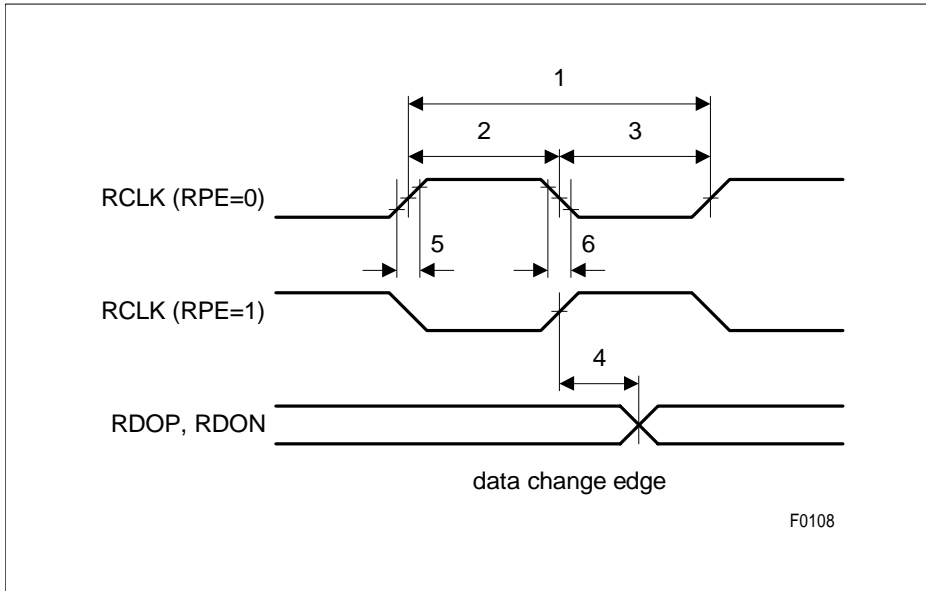 1
2
3
RCLK (RPE=0)
5
6
RCLK (RPE=1)
4
RDOP, RDON
data change edge
F0108